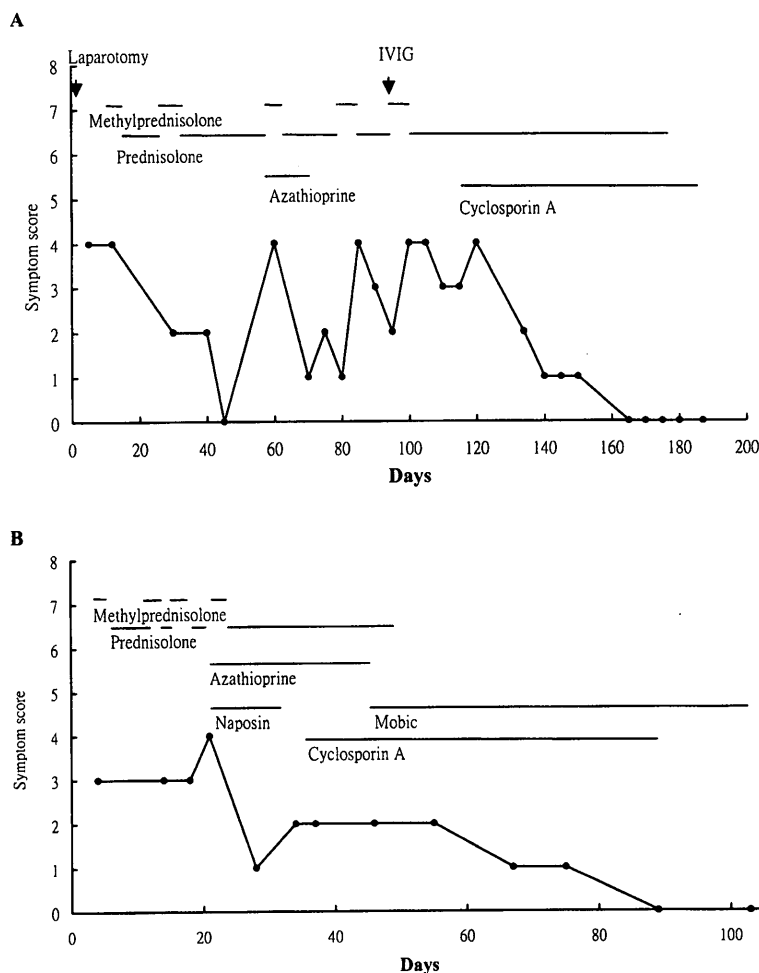 A
Laparotomy IVIG
8
7
Methylprednisolone
6
Prednisolone
5
Azathioprine
Cyclosporin A
4
3
2
1
0
Symptom score
0 20 40 60 80 100 120 140 160 180 200
Days
B
8
7
Methylprednisolone
6
Prednisolone
Azathioprine
5
Naposin Mobic
4
Cyclosporin A
3
2
1
0
Symptom score
0 20 40 60 80 100
Days